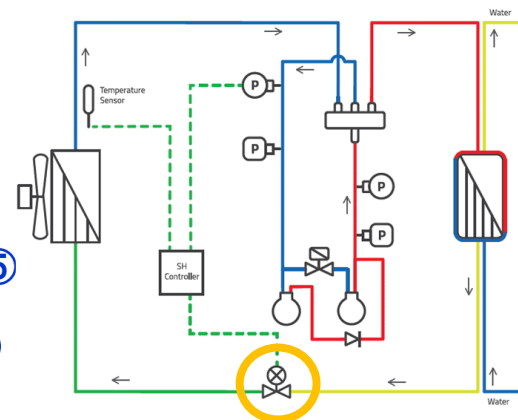 Water
Temperature
Sensor
P
P
P
P
SH
Controller
Water